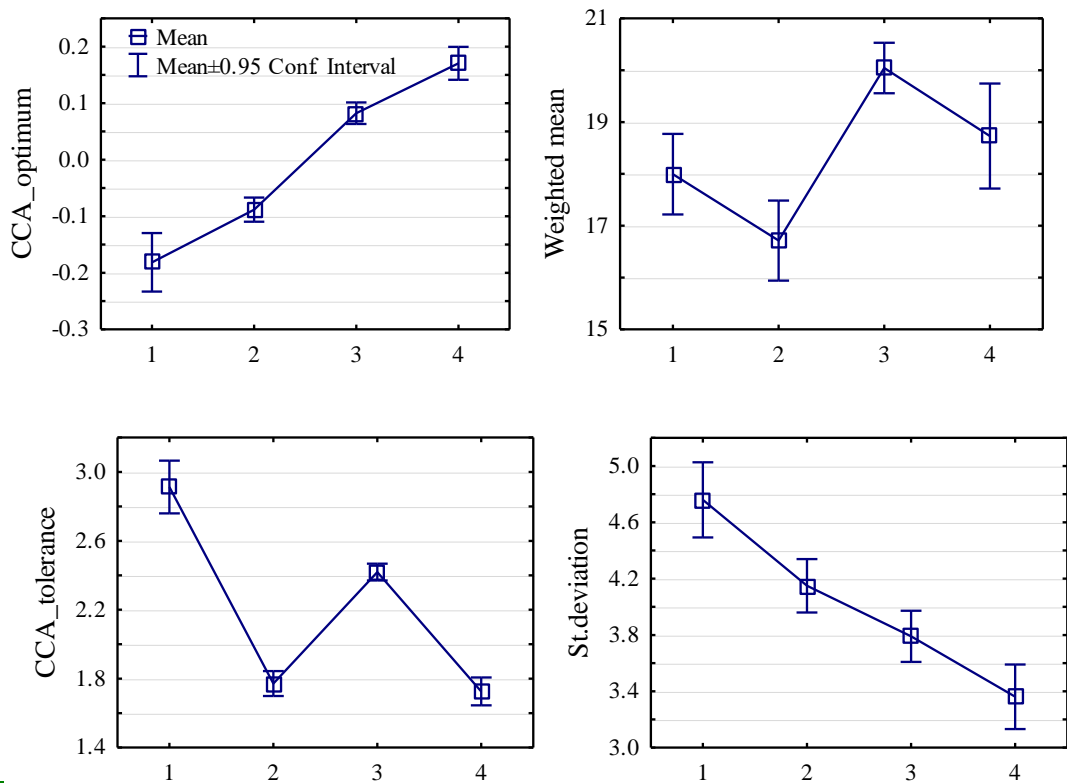 CCA_optimum
0.2
0.1
0.0
-0.1
-0.2
-0.3
Mean
Mean±0.95 Conf. Interval
1 2 3 4
Weighted mean
21
19
17
15
1 2 3 4
CCA_tolerance
3.0
2.6
2.2
1.8
1.4
1 2 3 4
St.deviation
5.0
4.6
4.2
3.8
3.4
3.0
1 2 3 4